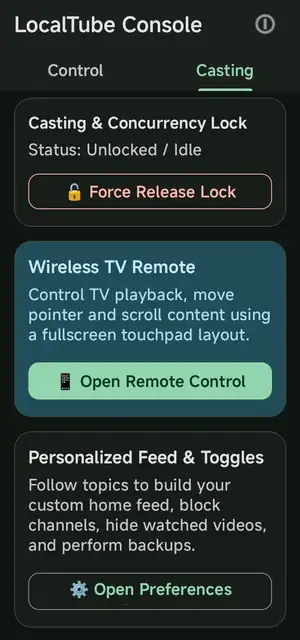 LocalTube Console
Control
Casting
Casting & Concurrency Lock
Status: Unlocked / Idle
🔓 Force Release Lock
Wireless TV Remote
Control TV playback, move
pointer and scroll content using
a fullscreen touchpad layout.
📱 Open Remote Control
Personalized Feed & Toggles
Follow topics to build your
custom home feed, block
channels, hide watched videos,
and perform backups.
⚙️ Open Preferences